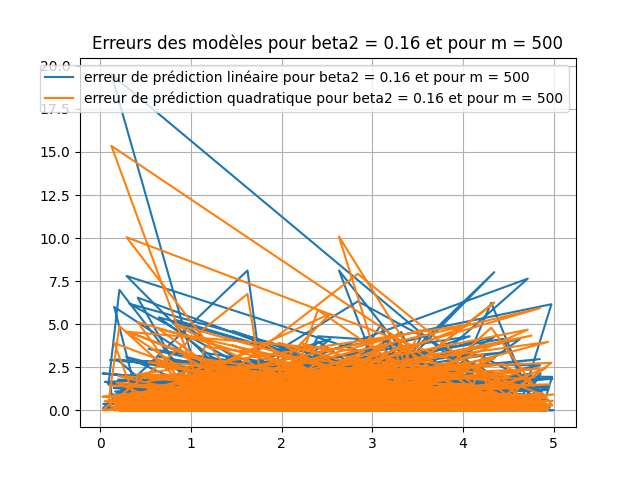 Erreurs des modèles pour beta2 = 0.16 et pour m = 500
erreur de prédiction linéaire pour beta2 = 0.16 et pour m = 500
erreur de prédiction quadratique pour beta2 = 0.16 et pour m = 500
20.0
17.5
15.0
12.5
10.0
7.5
5.0
2.5
0.0
0 1 2 3 4 5